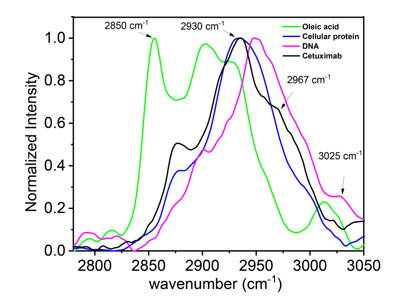 2850 cm⁻¹
2930 cm⁻¹
Oleic acid
Cellular protein
DNA
Cetuximab
2967 cm⁻¹
3025 cm⁻¹
Normalized Intensity
1.0
0.8
0.6
0.4
0.2
0.0
2800 2850 2900 2950 3000 3050
wavenumber (cm⁻¹)